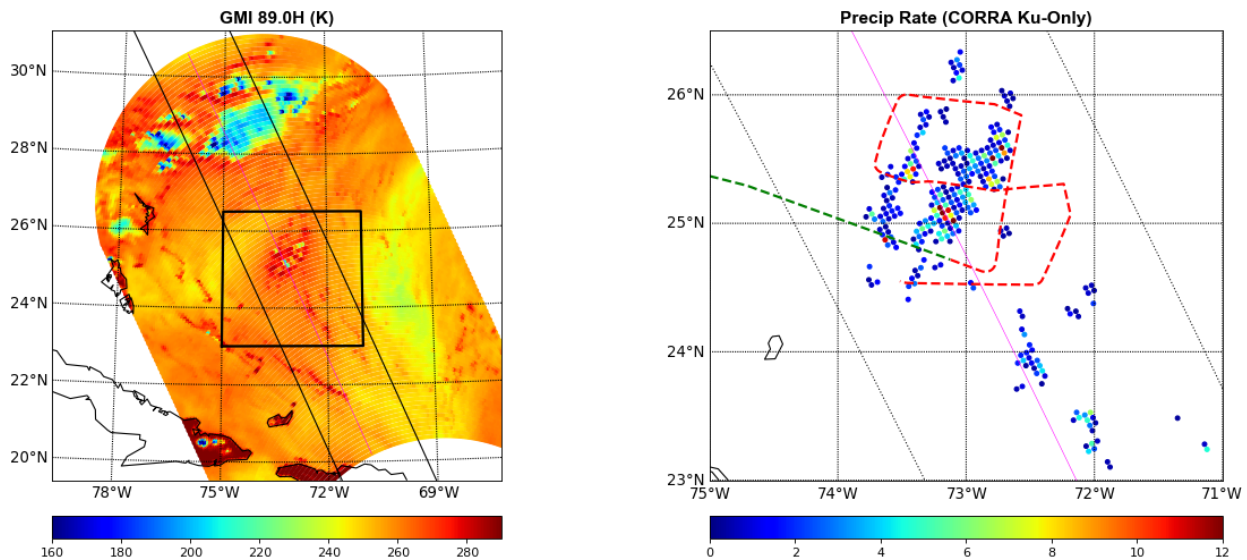 GMI 89.0H (K)
30°N
28°N
26°N
24°N
22°N
20°N
78°W 75°W 72°W 69°W
160 180 200 220 240 260 280
Precip Rate (CORRA Ku-Only)
26°N
25°N
24°N
23°N
75°W 74°W 73°W 72°W 71°W
0 2 4 6 8 10 12